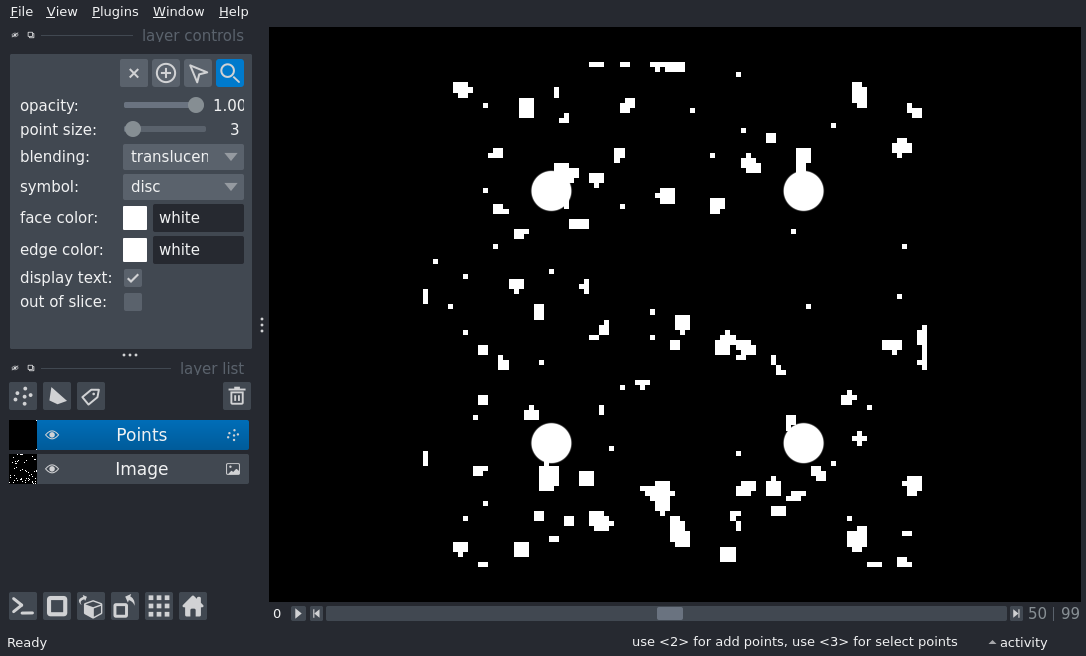 File View Plugins Window Help
layer controls
opacity: 1.00
point size: 3
blending: translucen
symbol: disc
face color: white
edge color: white
display text:
out of slice:
layer list
Points
Image
0 50 | 99
Ready use <2> for add points, use <3> for select points activity